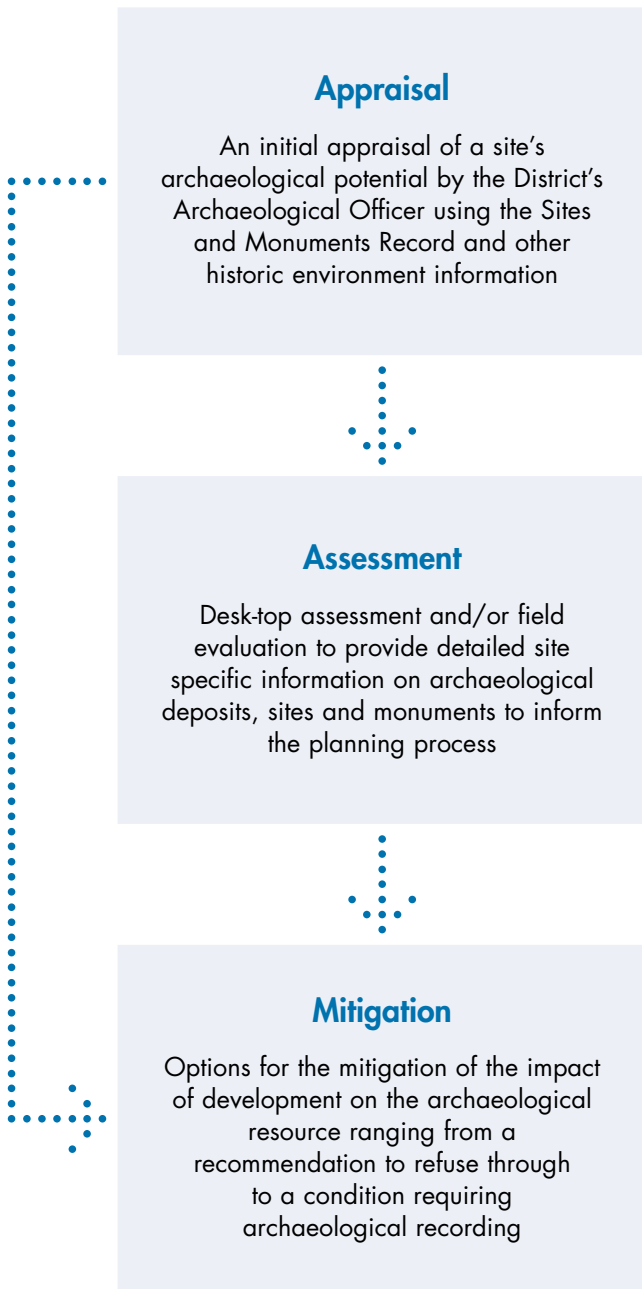 Appraisal
An initial appraisal of a site's
archaeological potential by the District's
Archaeological Officer using the Sites
and Monuments Record and other
historic environment information
Assessment
Desk-top assessment and/or field
evaluation to provide detailed site
specific information on archaeological
deposits, sites and monuments to inform
the planning process
Mitigation
Options for the mitigation of the impact
of development on the archaeological
resource ranging from a
recommendation to refuse through
to a condition requiring
archaeological recording